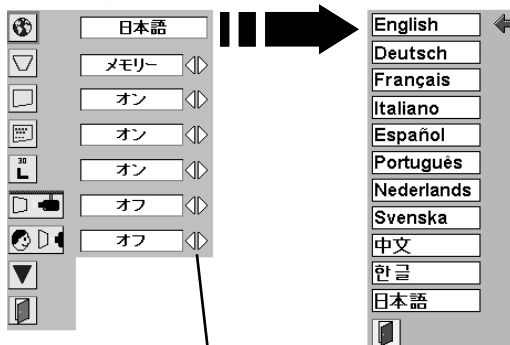 日本語
メモリー
オン
オン
30
L
オン
オフ
オフ
English
Deutsch
Français
Italiano
Español
Português
Nederlands
Svenska
中文
한글
日本語